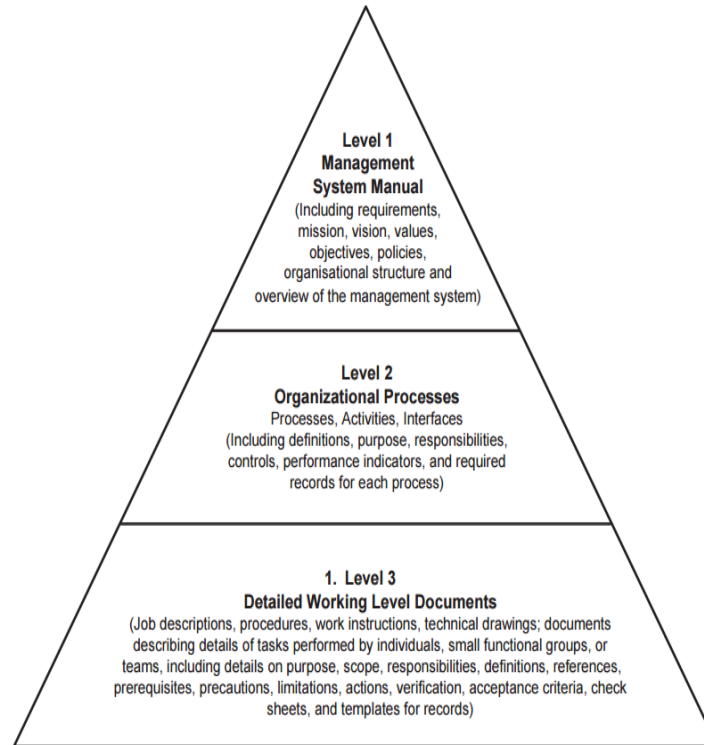 Level 1
Management
System Manual
(Including requirements,
mission, vision, values,
objectives, policies,
organisational structure and
overview of the management system)
Level 2
Organizational Processes
Processes, Activities, Interfaces
(Including definitions, purpose, responsibilities,
controls, performance indicators, and required
records for each process)
1. Level 3
Detailed Working Level Documents
(Job descriptions, procedures, work instructions, technical drawings; documents
describing details of tasks performed by individuals, small functional groups, or
teams, including details on purpose, scope, responsibilities, definitions, references,
prerequisites, precautions, limitations, actions, verification, acceptance criteria, check
sheets, and templates for records)